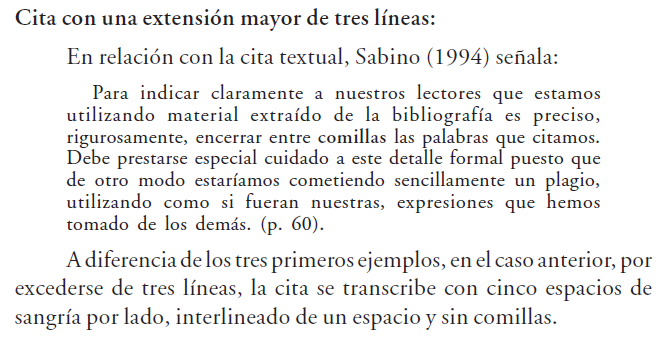 Cita con una extensión mayor de tres líneas:
En relación con la cita textual, Sabino (1994) señala:
Para indicar claramente a nuestros lectores que estamos
utilizando material extraído de la bibliografía es preciso,
rigurosamente, encerrar entre comillas las palabras que citamos.
Debe prestarse especial cuidado a este detalle formal puesto que
de otro modo estaríamos cometiendo sencillamente un plagio,
utilizando como si fueran nuestras, expresiones que hemos
tomado de los demás. (p. 60).
A diferencia de los tres primeros ejemplos, en el caso anterior, por
excederse de tres líneas, la cita se transcribe con cinco espacios de
sangría por lado, interlineado de un espacio y sin comillas.